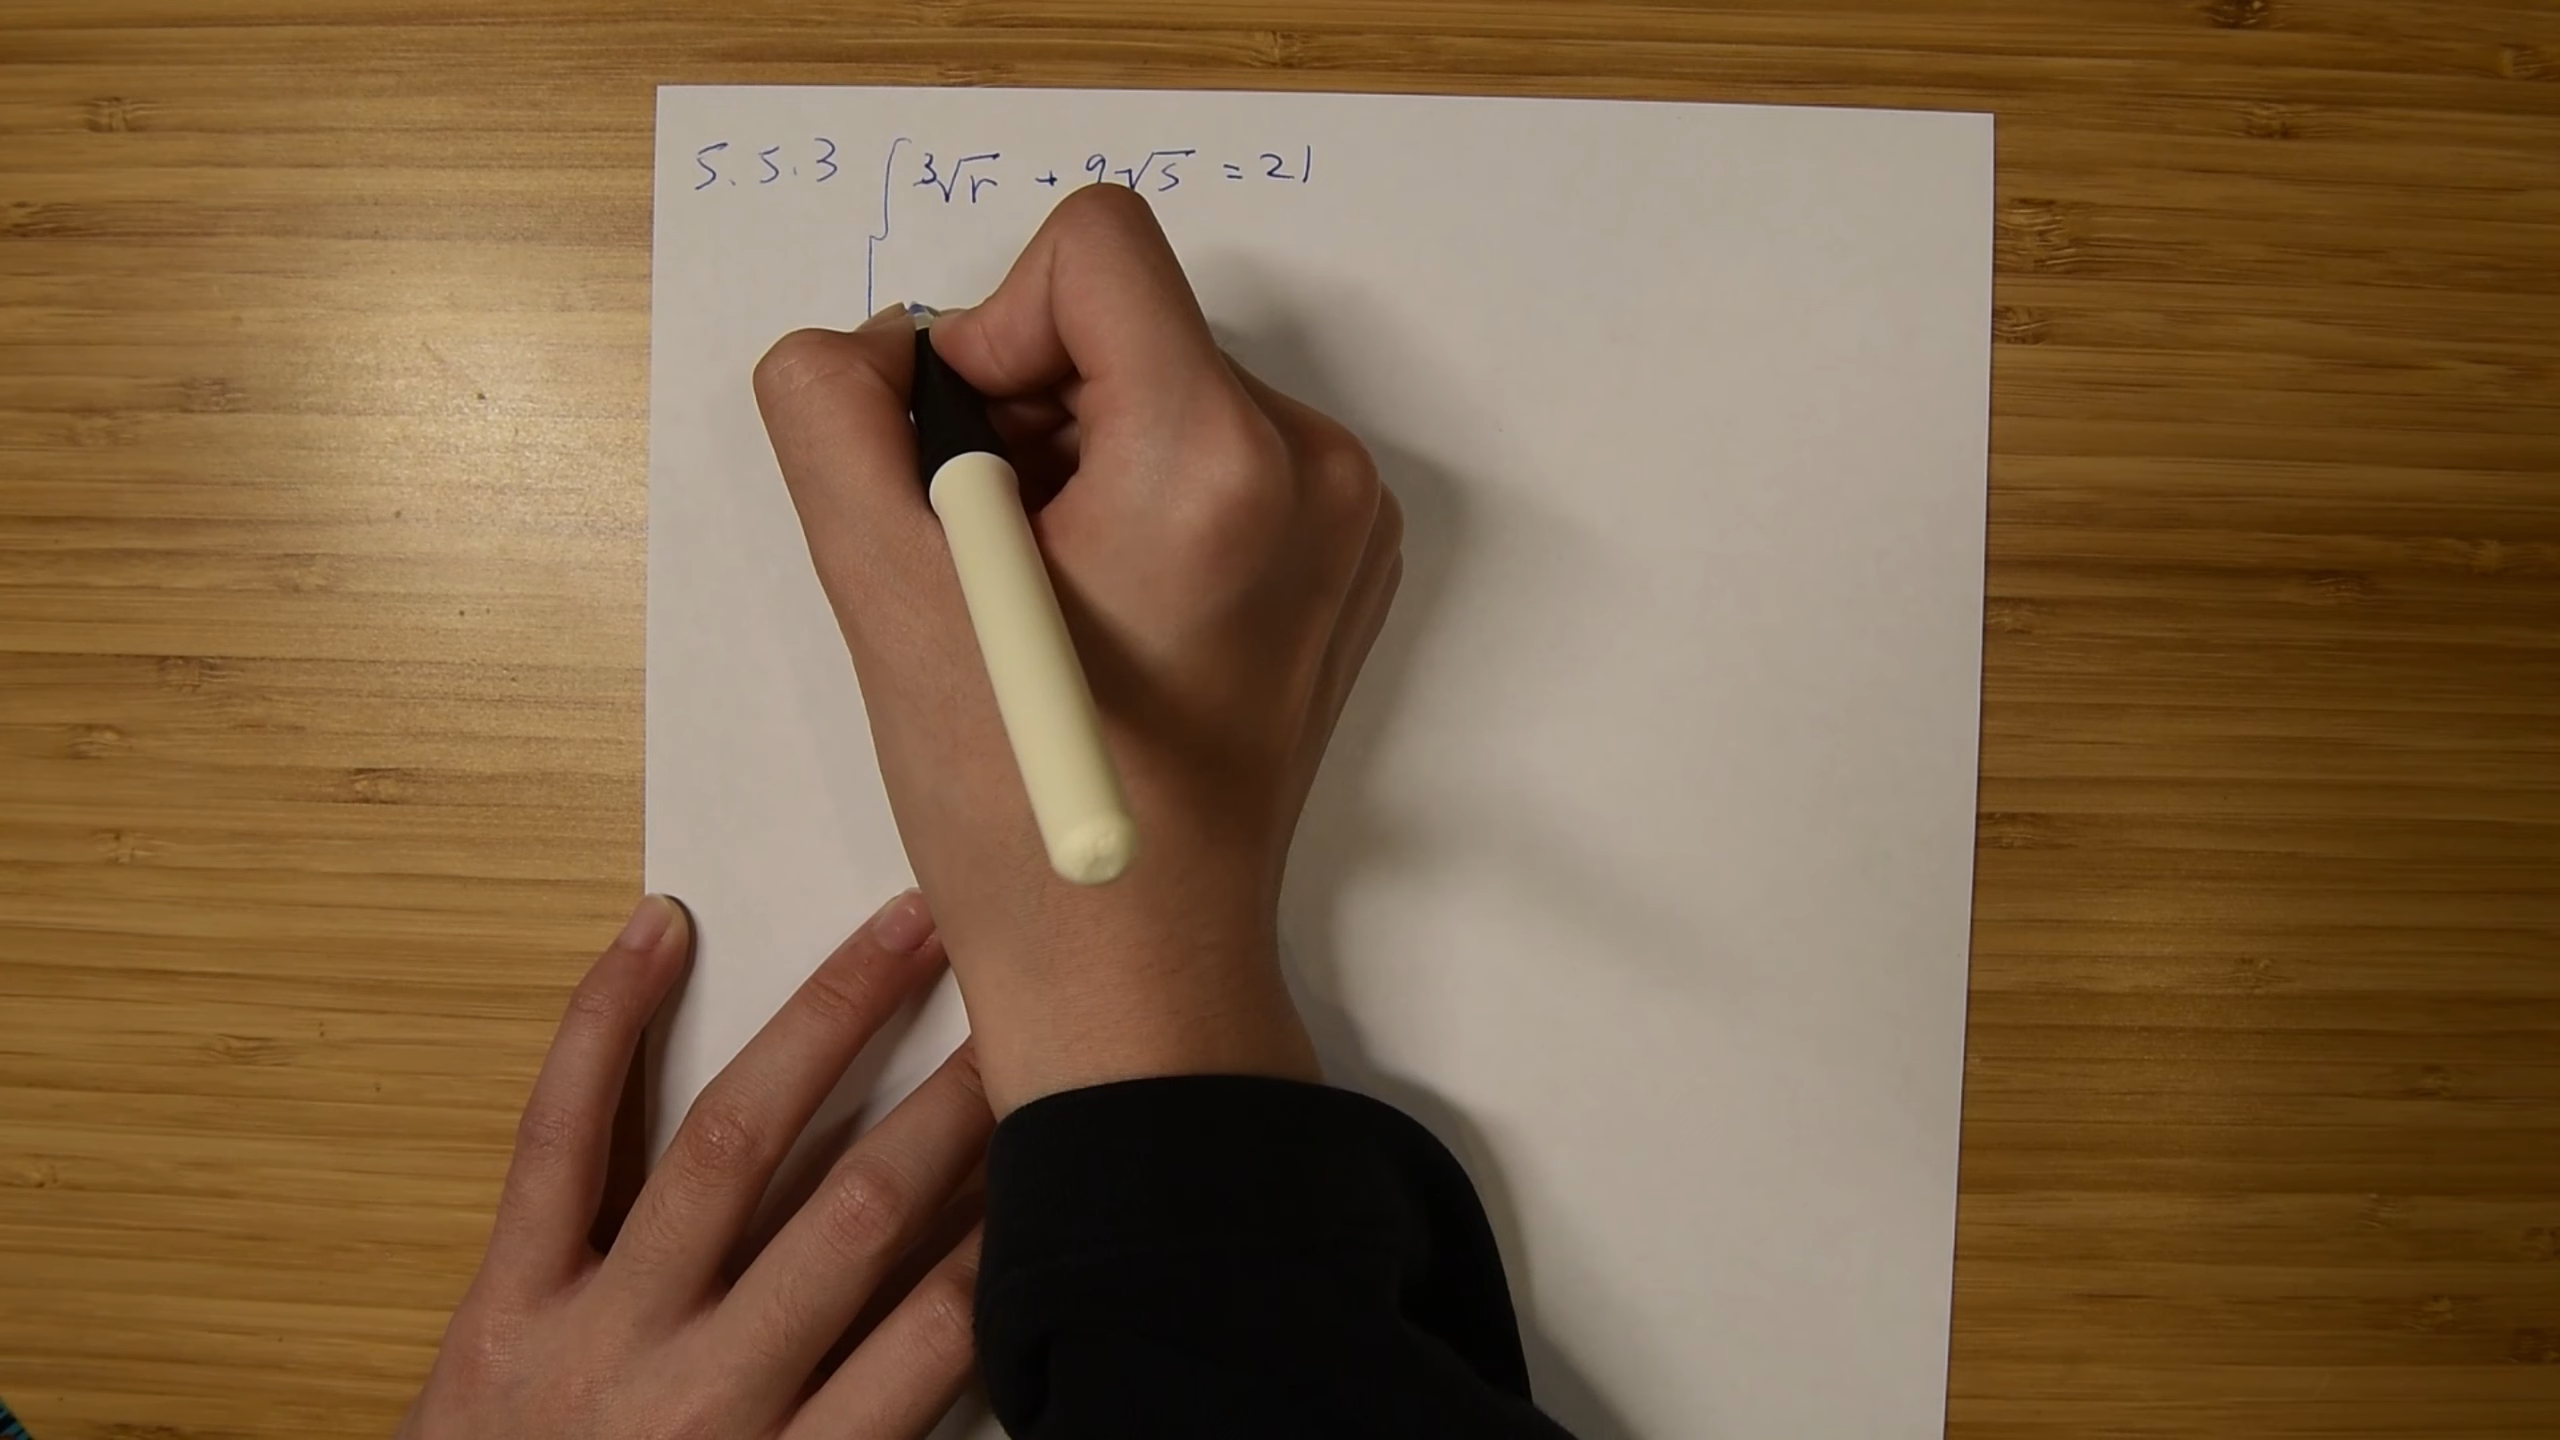 5.5.3 { 3√r + 9√s = 21